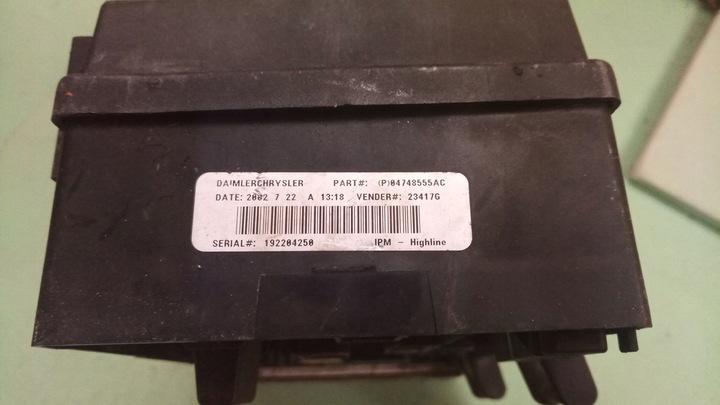 DAIMLERCHRYSLER PART#: (P)04748555AC
DATE: 2002 7 22 A 13:18 VENDER#: 23417G
SERIAL#: 192204250 IPM - Highline